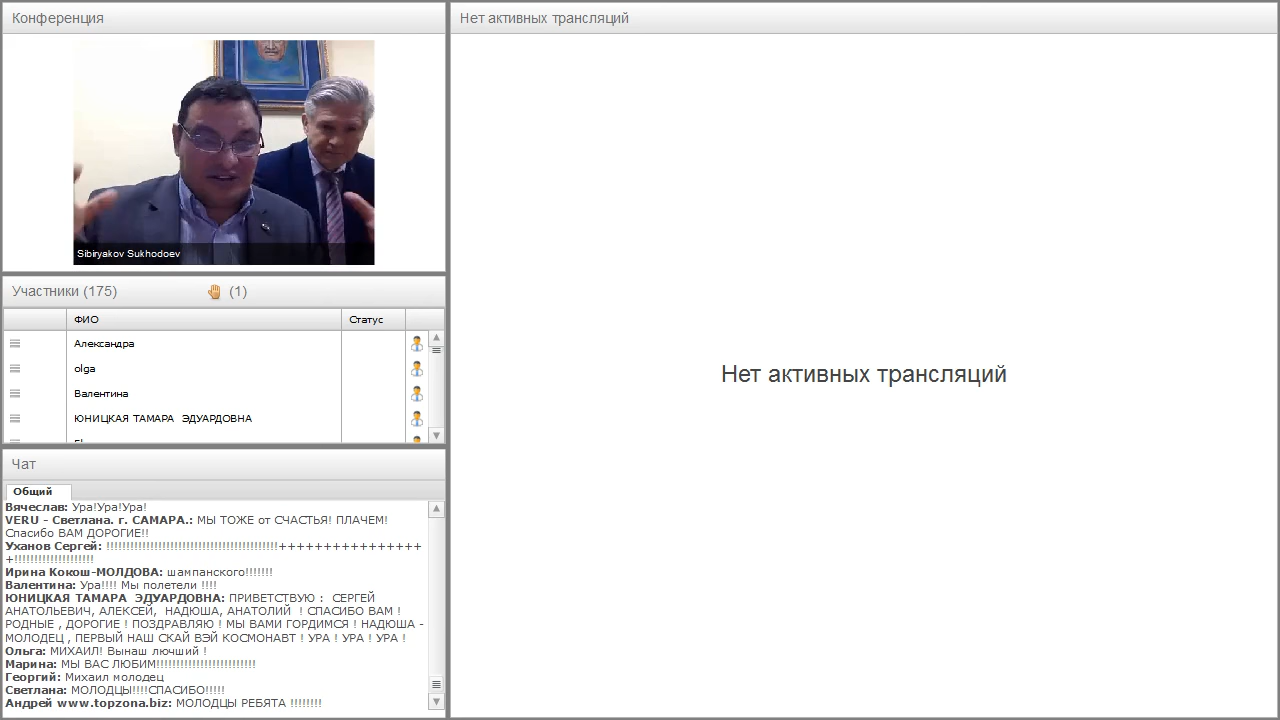 Конференция
Нет активных трансляций
Sibiryakov Sukhodoev
Участники (175)
(1)
ФИО
Статус
Александра
olga
Валентина
ЮНИЦКАЯ ТАМАРА ЭДУАРДОВНА
Нет активных трансляций
Чат
Общий
Вячеслав: Ура!Ура!Ура!
VERU - Светлана. г. САМАРА.: МЫ ТОЖЕ от СЧАСТЬЯ! ПЛАЧЕМ!
Спасибо ВАМ ДОРОГИЕ!!
Уханов Сергей: !!!!!!!!!!!!!!!!!!!!!!!!!!!!!!!!!!!!!!!!!!!++++++++++++++++
+!!!!!!!!!!!!!!!!!!!!
Ирина Кокош-МОЛДОВА: шампанского!!!!!!!
Валентина: Ура!!!! Мы полетели !!!!
ЮНИЦКАЯ ТАМАРА ЭДУАРДОВНА: ПРИВЕТСТВУЮ : СЕРГЕЙ
АНАТОЛЬЕВИЧ, АЛЕКСЕЙ, НАДЮША, АНАТОЛИЙ ! СПАСИБО ВАМ !
РОДНЫЕ , ДОРОГИЕ ! ПОЗДРАВЛЯЮ ! МЫ ВАМИ ГОРДИМСЯ ! НАДЮША -
МОЛОДЕЦ , ПЕРВЫЙ НАШ СКАЙ ВЭЙ КОСМОНАВТ ! УРА ! УРА ! УРА !
Ольга: МИХАИЛ! Вынаш лючший !
Марина: МЫ ВАС ЛЮБИМ!!!!!!!!!!!!!!!!!!!!!!!!!
Георгий: Михаил молодец
Светлана: МОЛОДЦЫ!!!!СПАСИБО!!!!!
Андрей www.topzona.biz: МОЛОДЦЫ РЕБЯТА !!!!!!!!